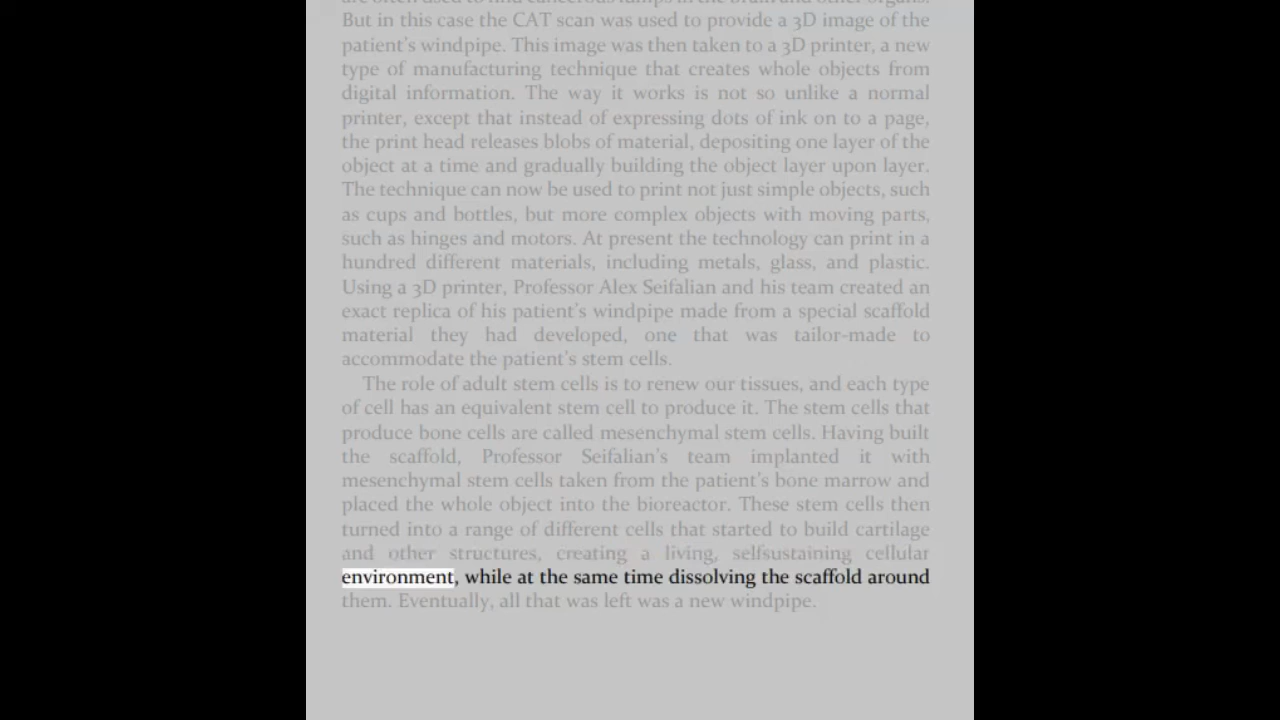 are often used to find cancerous lumps in the brain and other organs.
But in this case the CAT scan was used to provide a 3D image of the
patient's windpipe. This image was then taken to a 3D printer, a new
type of manufacturing technique that creates whole objects from
digital information. The way it works is not so unlike a normal
printer, except that instead of expressing dots of ink on to a page,
the print head releases blobs of material, depositing one layer of the
object at a time and gradually building the object layer upon layer.
The technique can now be used to print not just simple objects, such
as cups and bottles, but more complex objects with moving parts,
such as hinges and motors. At present the technology can print in a
hundred different materials, including metals, glass, and plastic.
Using a 3D printer, Professor Alex Seifalian and his team created an
exact replica of his patient's windpipe made from a special scaffold
material they had developed, one that was tailor-made to
accommodate the patient's stem cells.
The role of adult stem cells is to renew our tissues, and each type
of cell has an equivalent stem cell to produce it. The stem cells that
produce bone cells are called mesenchymal stem cells. Having built
the scaffold, Professor Seifalian's team implanted it with
mesenchymal stem cells taken from the patient's bone marrow and
placed the whole object into the bioreactor. These stem cells then
turned into a range of different cells that started to build cartilage
and other structures, creating a living, selfsustaining cellular
environment, while at the same time dissolving the scaffold around
them. Eventually, all that was left was a new windpipe.